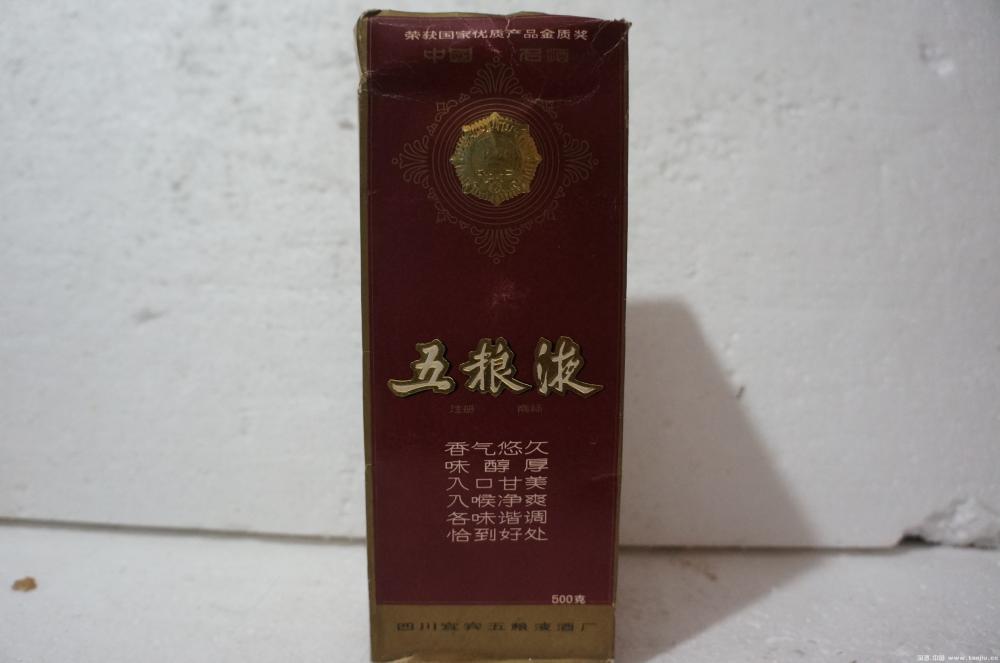 荣获国家优质产品金质奖
中国 名酒
五粮液
注册 商标
香气悠久
味醇厚
入口甘美
入喉净爽
各味谐调
恰到好处
500克
四川宜宾五粮液酒厂